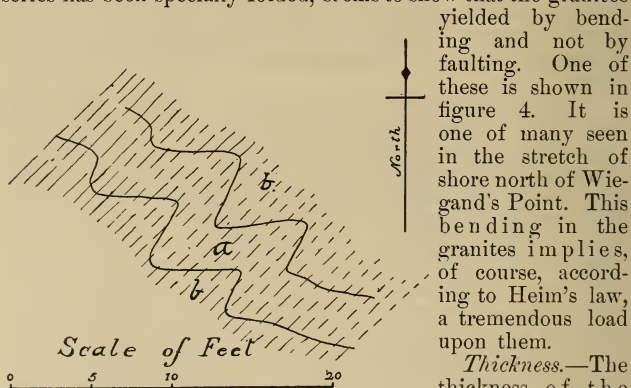 series has been specially folded, seems to show that the granites
yielded by bend-
ing and not by
faulting. One of
these is shown in
figure 4. It is
one of many seen
in the stretch of
shore north of Wie-
gand's Point. This
bending in the
granites implies,
of course, accord-
ing to Heim's law,
a tremendous load
upon them.
Thickness.—The
thickness of the
North
b
a
b
Scale of Feet
0 5 10 20